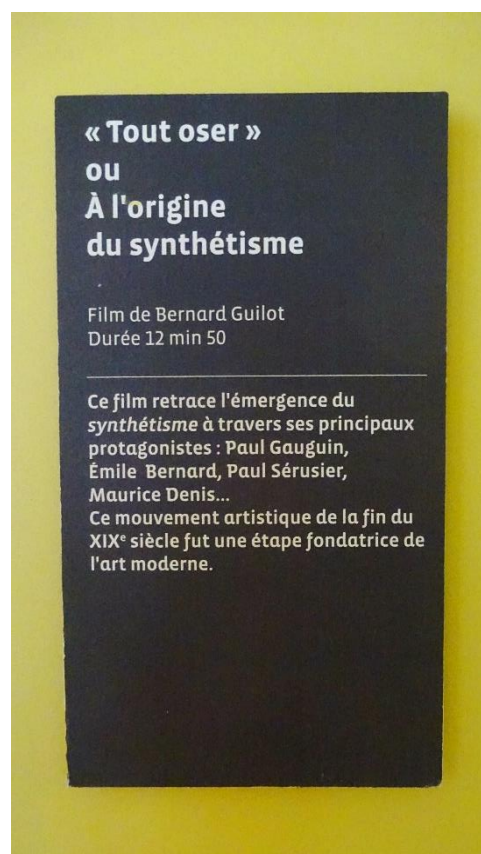 « Tout oser »
ou
À l'origine
du synthétisme
Film de Bernard Guilot
Durée 12 min 50
Ce film retrace l'émergence du
synthétisme à travers ses principaux
protagonistes : Paul Gauguin,
Émile Bernard, Paul Sérusier,
Maurice Denis...
Ce mouvement artistique de la fin du
XIXᵉ siècle fut une étape fondatrice de
l'art moderne.